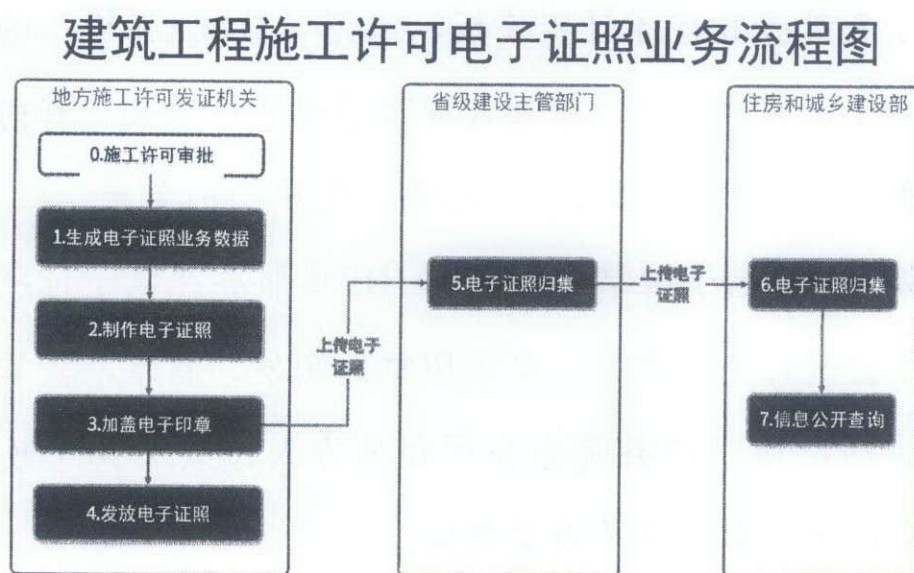 建筑工程施工许可电子证照业务流程图
地方施工许可发证机关
0.施工许可审批
1.生成电子证照业务数据
2.制作电子证照
3.加盖电子印章
4.发放电子证照
上传电子
证照
省级建设主管部门
5.电子证照归集
上传电子
证照
住房和城乡建设部
6.电子证照归集
7.信息公开查询